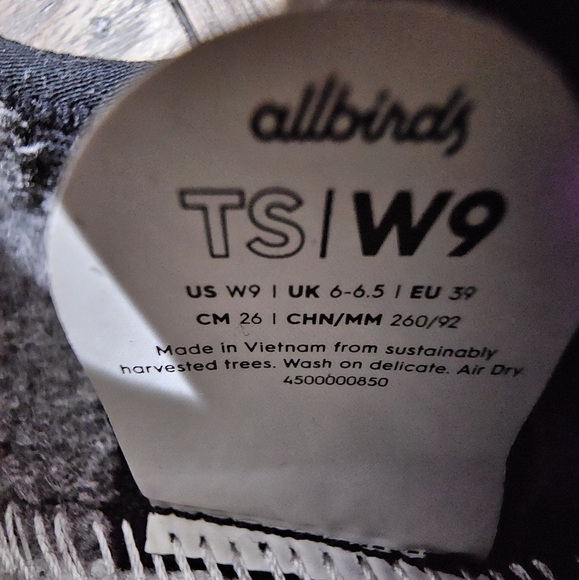 allbirds
TS|W9
US W9 | UK 6-6.5 | EU 39
CM 26 | CHN/MM 260/92
Made in Vietnam from sustainably
harvested trees. Wash on delicate. Air Dry
4500000850